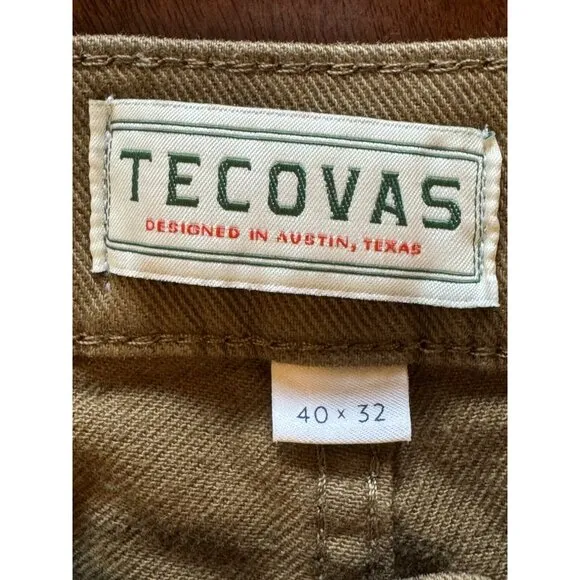 TECOVAS
DESIGNED IN AUSTIN, TEXAS
40 × 32